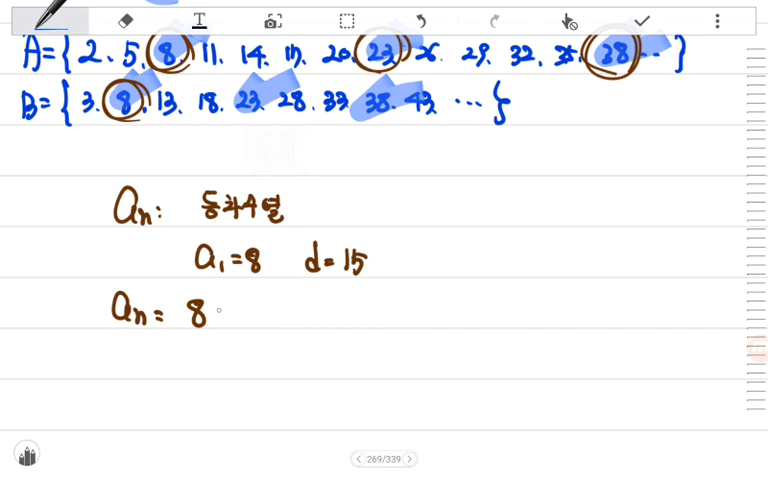 A={ 2, 5, 8, 11, 14, 17, 20, 23, 26, 29, 32, 35, 38 ... }
B={ 3, 8, 13, 18, 23, 28, 33, 38, 43, ... }
an: 등차수열
a₁=8 d=15
an= 8
269/339